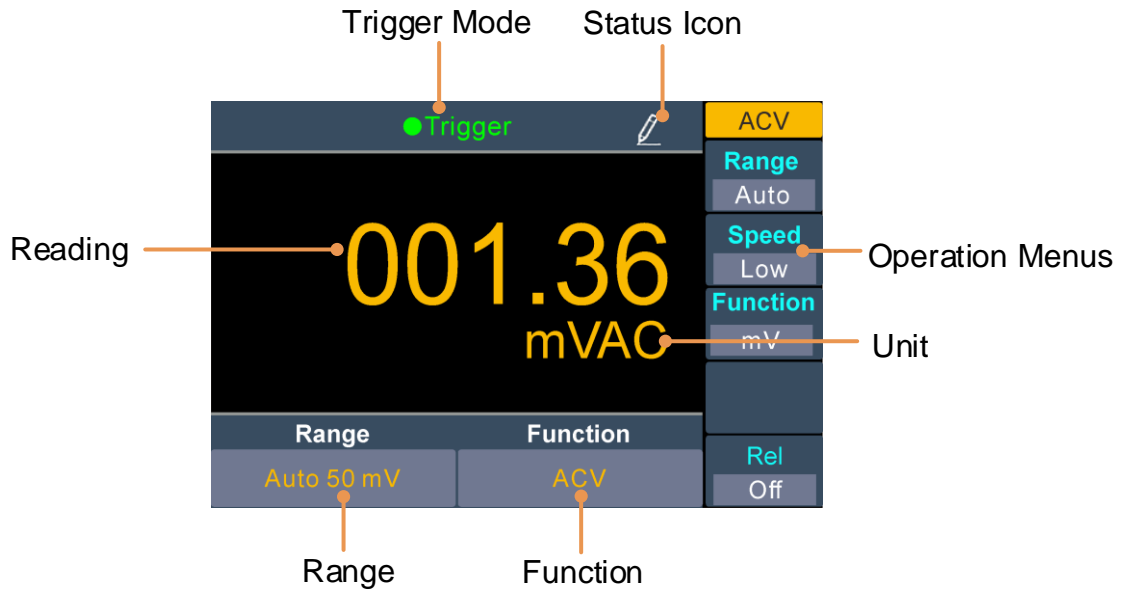 Trigger Mode
Status Icon
Trigger
ACV
Range
Auto
Reading
001.36
mVAC
Speed
Low
Operation Menus
Function
mV
Unit
Range
Function
Auto 50 mV
ACV
Rel
Off
Range
Function